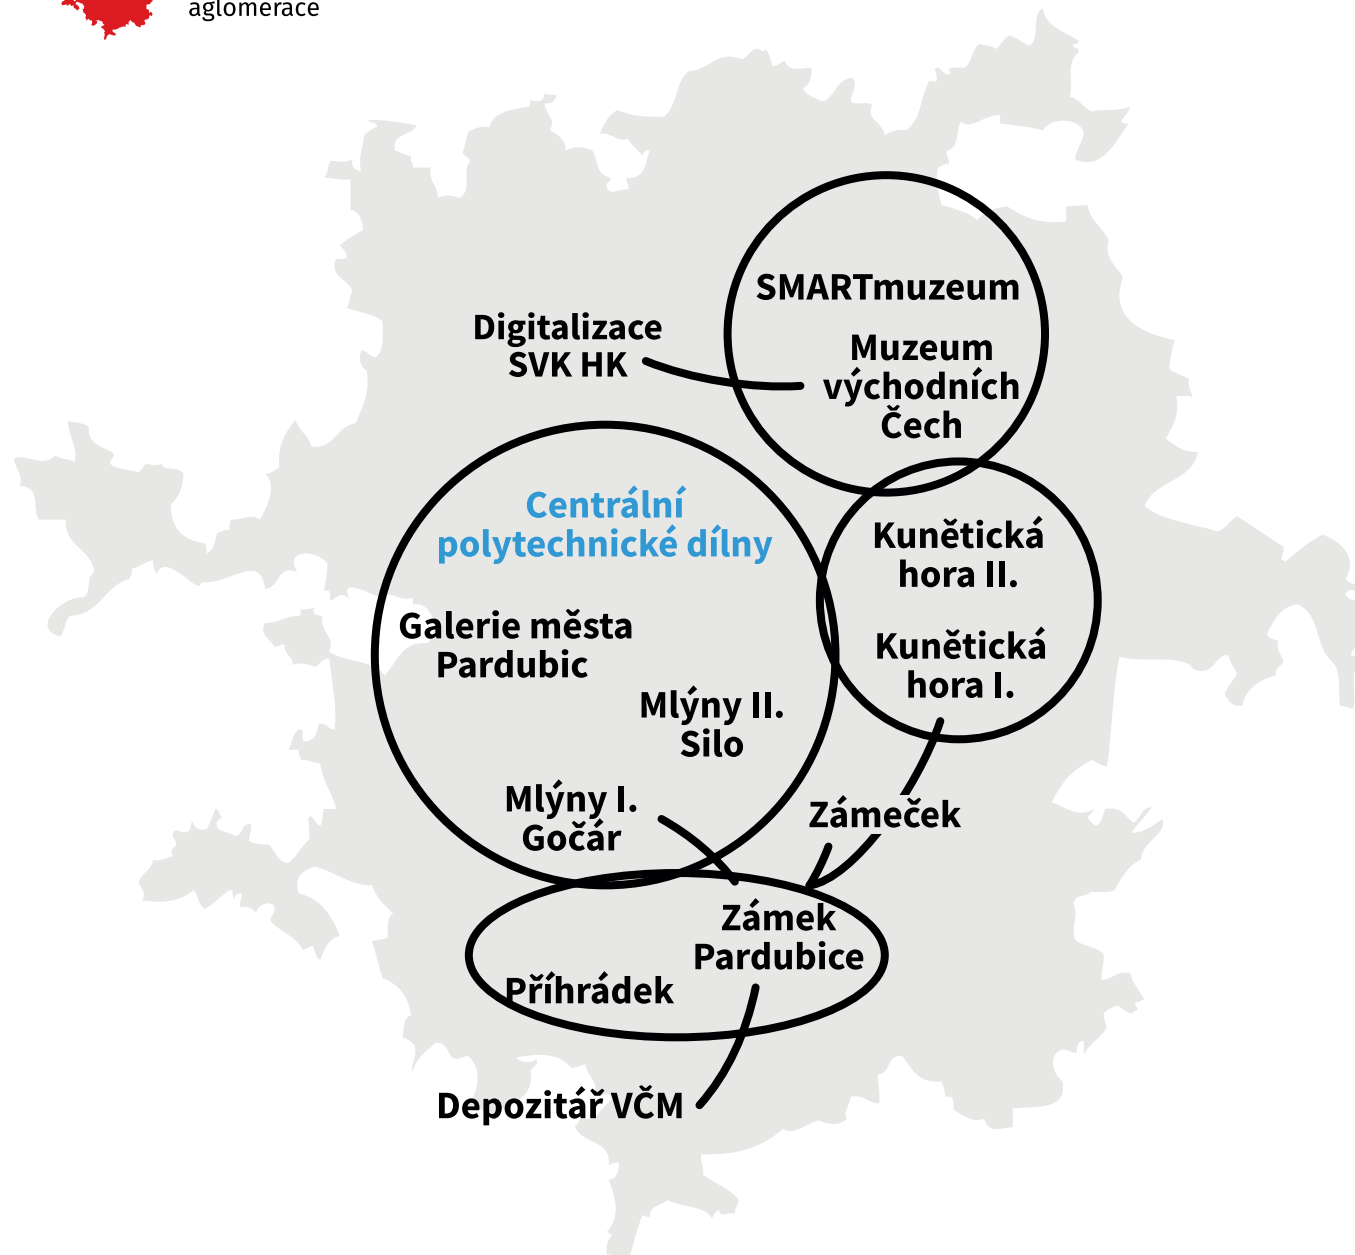 aglomerace
SMARTmuzeum
Digitalizace
SVK HK
Muzeum
východních
Čech
Centrální
polytechnické dílny
Kunětická
hora II.
Galerie města
Pardubic
Kunětická
hora I.
Mlýny II.
Silo
Mlýny I.
Gočár
Zámeček
Zámek
Pardubice
Příhrádek
Depozitář VČM